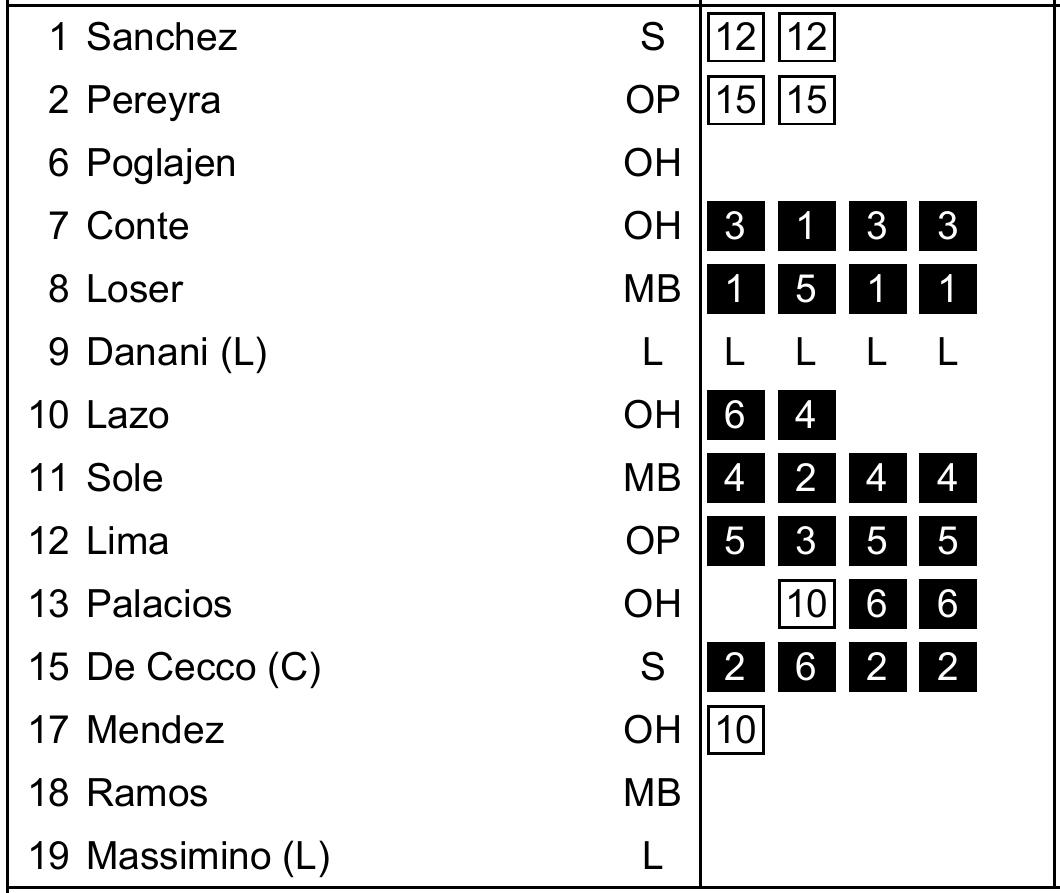 1 Sanchez S 12 12
2 Pereyra OP 15 15
6 Poglajen OH
7 Conte OH 3 1 3 3
8 Loser MB 1 5 1 1
9 Danani (L) L L L L L
10 Lazo OH 6 4
11 Sole MB 4 2 4 4
12 Lima OP 5 3 5 5
13 Palacios OH 10 6 6
15 De Cecco (C) S 2 6 2 2
17 Mendez OH 10
18 Ramos MB
19 Massimino (L) L